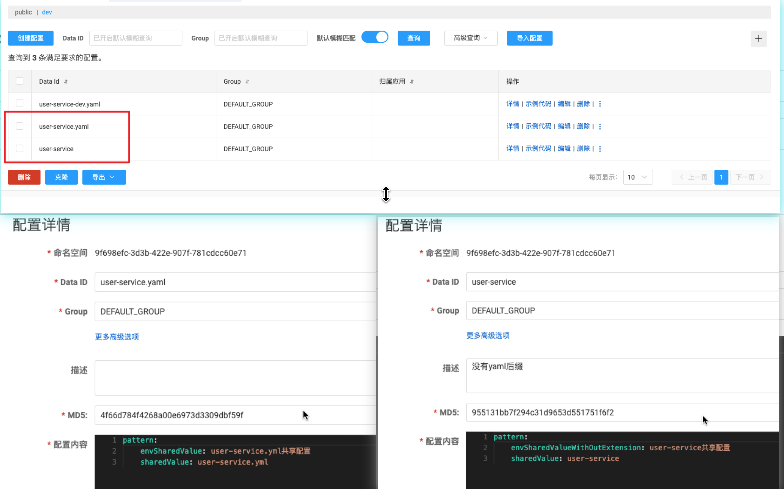 public | dev
创建配置 Data ID 已开启默认模糊查询 Group 已开启默认模糊查询 默认模糊匹配 查询 高级查询 导入配置 +
查询到 3 条满足要求的配置。
Data Id Group 归属应用 操作
user-service-dev.yaml DEFAULT_GROUP 详情 | 示例代码 | 编辑 | 删除 |
user-service.yaml DEFAULT_GROUP 详情 | 示例代码 | 编辑 | 删除 |
user-service DEFAULT_GROUP 详情 | 示例代码 | 编辑 | 删除 |
删除 克隆 导出 每页显示: 10 < 上一页 1 下一页 >
配置详情
* 命名空间 9f698efc-3d3b-422e-907f-781cdcc60e71
* Data ID user-service.yaml
* Group DEFAULT_GROUP
更多高级选项
描述
* MD5: 4f66d784f4268a00e6973d3309dbf59f
* 配置内容
1 pattern:
2 envSharedValue: user-service.yml共享配置
3 sharedValue: user-service.yml
配置详情
* 命名空间 9f698efc-3d3b-422e-907f-781cdcc60e71
* Data ID user-service
* Group DEFAULT_GROUP
更多高级选项
描述 没有yaml后缀
* MD5: 955131bb7f294c31d9653d551751f6f2
* 配置内容
1 pattern:
2 envSharedValueWithOutExtension: user-service共享配置
3 sharedValue: user-service